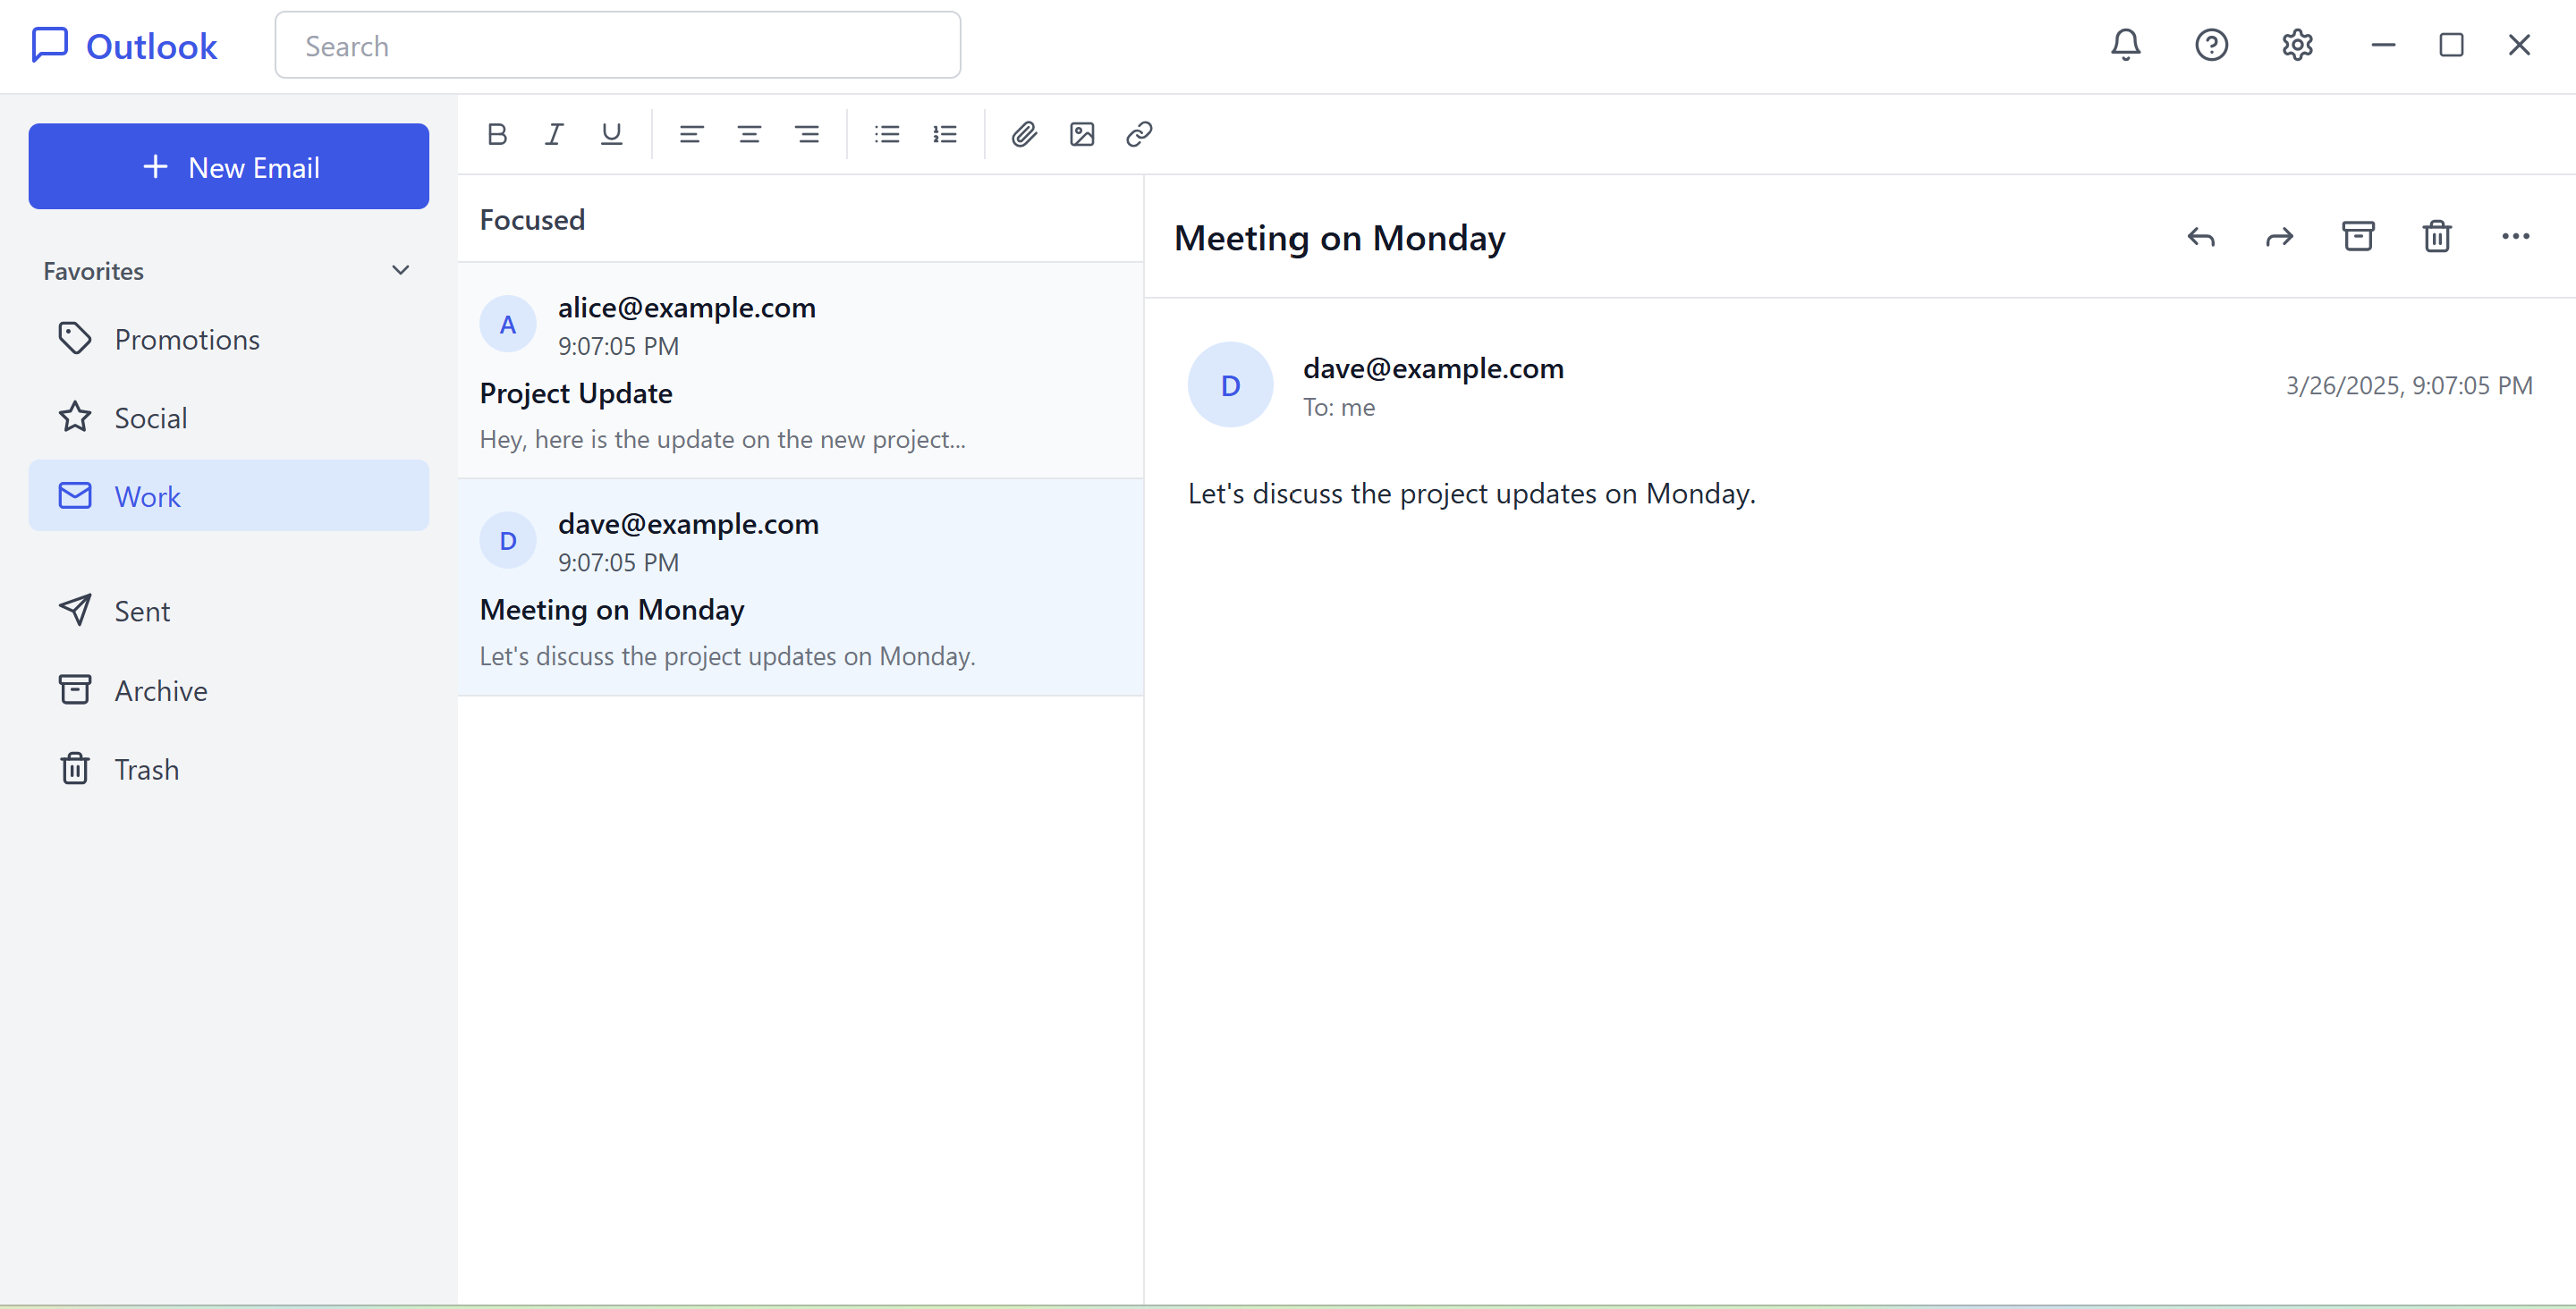 Outlook
Search
New Email
Favorites
Promotions
Social
Work
Sent
Archive
Trash
Focused
A
alice@example.com
9:07:05 PM
Project Update
Hey, here is the update on the new project...
D
dave@example.com
9:07:05 PM
Meeting on Monday
Let's discuss the project updates on Monday.
Meeting on Monday
D
dave@example.com
To: me
3/26/2025, 9:07:05 PM
Let's discuss the project updates on Monday.